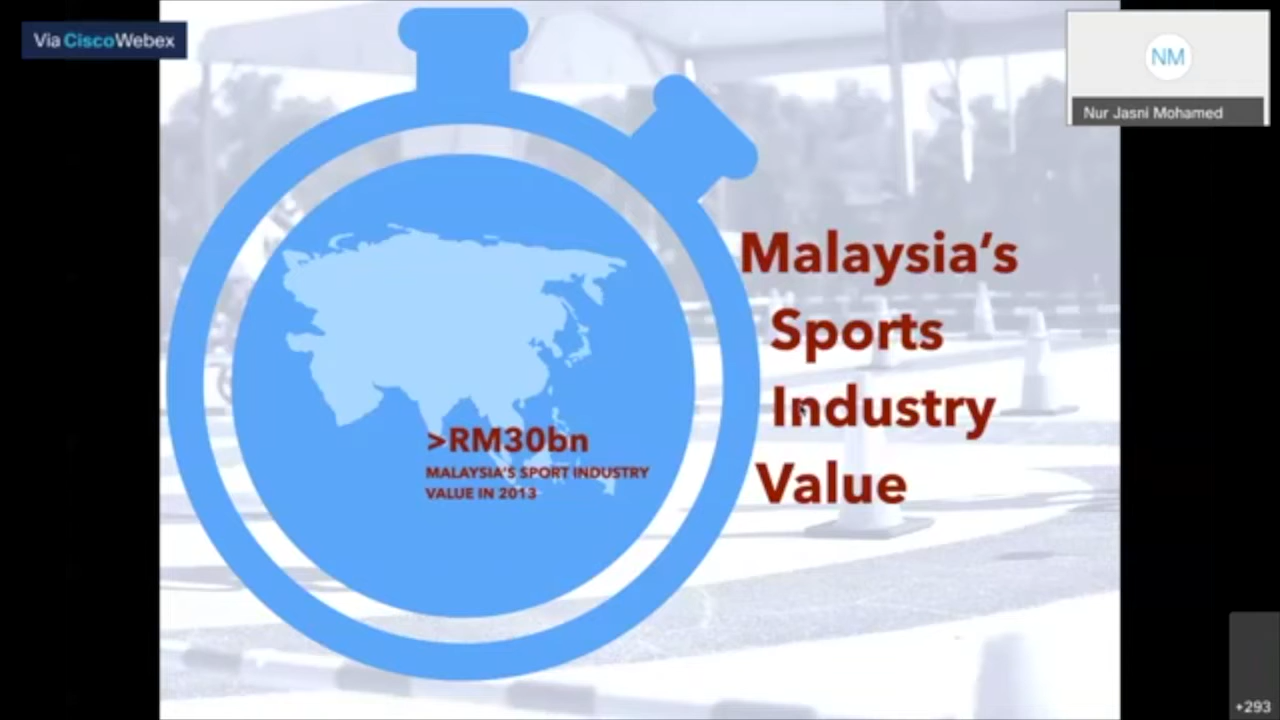 Via CiscoWebex
NM
Nur Jasni Mohamed
Malaysia's
Sports
Industry
Value
>RM30bn
MALAYSIA'S SPORT INDUSTRY
VALUE IN 2013
+293